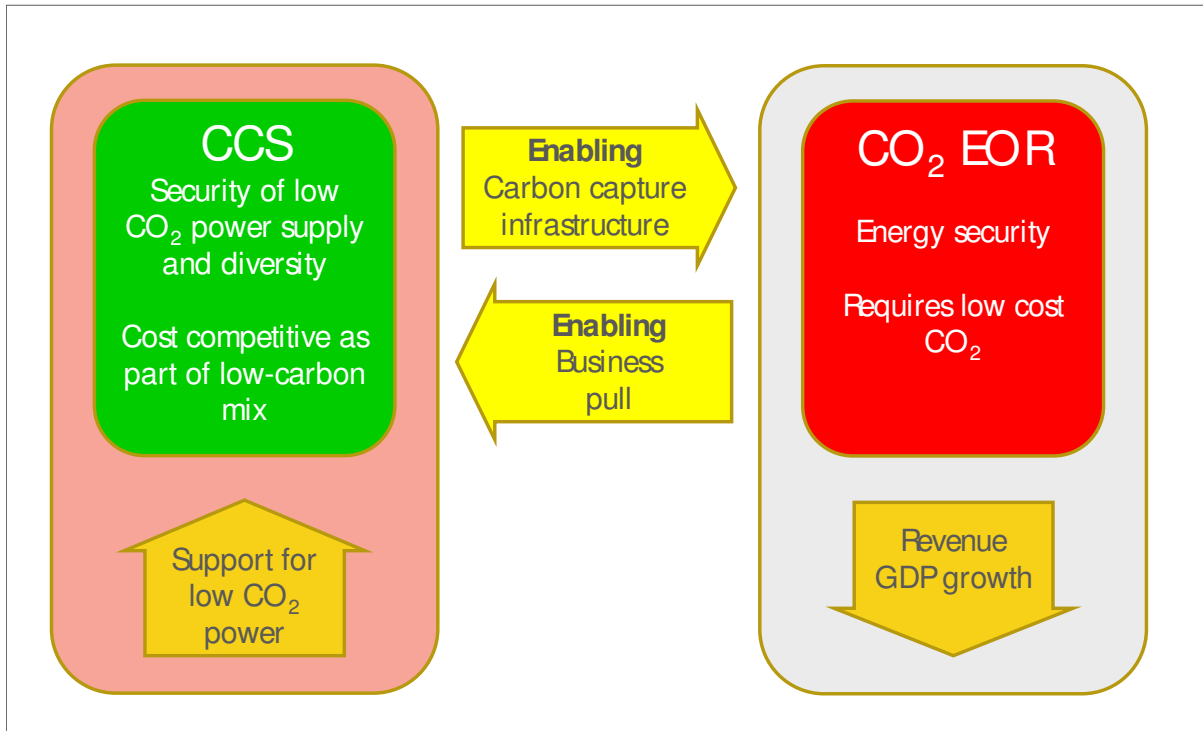 CCS
Security of low
CO₂ power supply
and diversity
Cost competitive as
part of low-carbon
mix
Support for
low CO₂
power
Enabling
Carbon capture
infrastructure
Enabling
Business
pull
CO₂ EOR
Energy security
Requires low cost
CO₂
Revenue
GDP growth